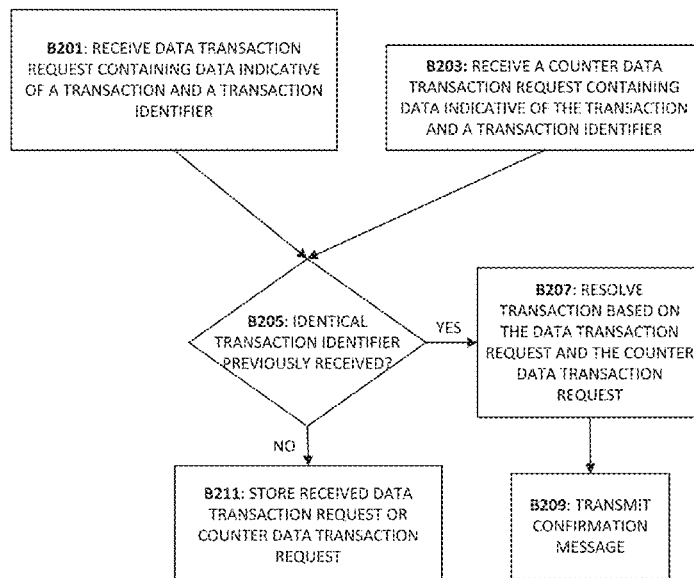 B201: RECEIVE DATA TRANSACTION
REQUEST CONTAINING DATA INDICATIVE
OF A TRANSACTION AND A TRANSACTION
IDENTIFIER
B203: RECEIVE A COUNTER DATA
TRANSACTION REQUEST CONTAINING
DATA INDICATIVE OF THE TRANSACTION
AND A TRANSACTION IDENTIFIER
B205: IDENTICAL
TRANSACTION IDENTIFIER
PREVIOUSLY RECEIVED?
YES
B207: RESOLVE
TRANSACTION BASED ON
THE DATA TRANSACTION
REQUEST AND THE COUNTER
DATA TRANSACTION
REQUEST
NO
B211: STORE RECEIVED DATA
TRANSACTION REQUEST OR
COUNTER DATA TRANSACTION
REQUEST
B209: TRANSMIT
CONFIRMATION
MESSAGE